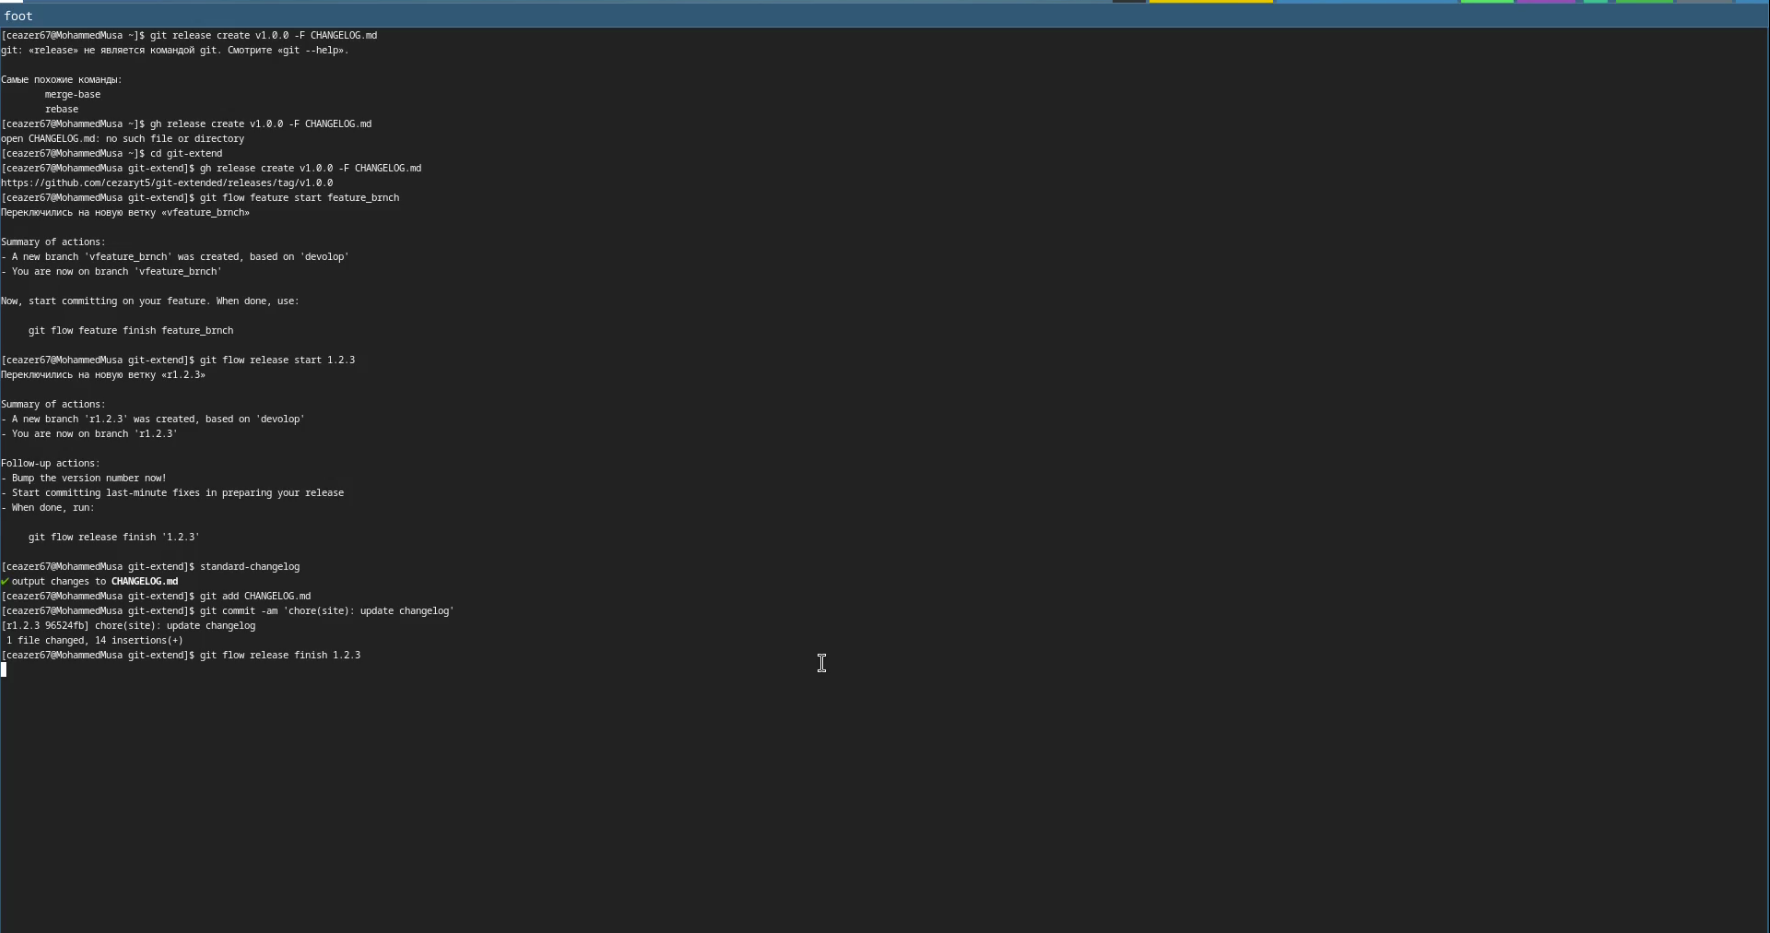 foot
[ceazer67@MohammedMusa ~]$ git release create v1.0.0 -F CHANGELOG.md
git: «release» не является командой git. Смотрите «git --help».
Самые похожие команды:
merge-base
rebase
[ceazer67@MohammedMusa ~]$ gh release create v1.0.0 -F CHANGELOG.md
open CHANGELOG.md: no such file or directory
[ceazer67@MohammedMusa ~]$ cd git-extend
[ceazer67@MohammedMusa git-extend]$ gh release create v1.0.0 -F CHANGELOG.md
https://github.com/cezaryt5/git-extended/releases/tag/v1.0.0
[ceazer67@MohammedMusa git-extend]$ git flow feature start feature_brnch
Переключились на новую ветку «vfeature_brnch»
Summary of actions:
- A new branch 'vfeature_brnch' was created, based on 'devolop'
- You are now on branch 'vfeature_brnch'
Now, start committing on your feature. When done, use:
git flow feature finish feature_brnch
[ceazer67@MohammedMusa git-extend]$ git flow release start 1.2.3
Переключились на новую ветку «r1.2.3»
Summary of actions:
- A new branch 'r1.2.3' was created, based on 'devolop'
- You are now on branch 'r1.2.3'
Follow-up actions:
- Bump the version number now!
- Start committing last-minute fixes in preparing your release
- When done, run:
git flow release finish '1.2.3'
[ceazer67@MohammedMusa git-extend]$ standard-changelog
✔ output changes to CHANGELOG.md
[ceazer67@MohammedMusa git-extend]$ git add CHANGELOG.md
[ceazer67@MohammedMusa git-extend]$ git commit -am 'chore(site): update changelog'
[r1.2.3 96524fb] chore(site): update changelog
1 file changed, 14 insertions(+)
[ceazer67@MohammedMusa git-extend]$ git flow release finish 1.2.3